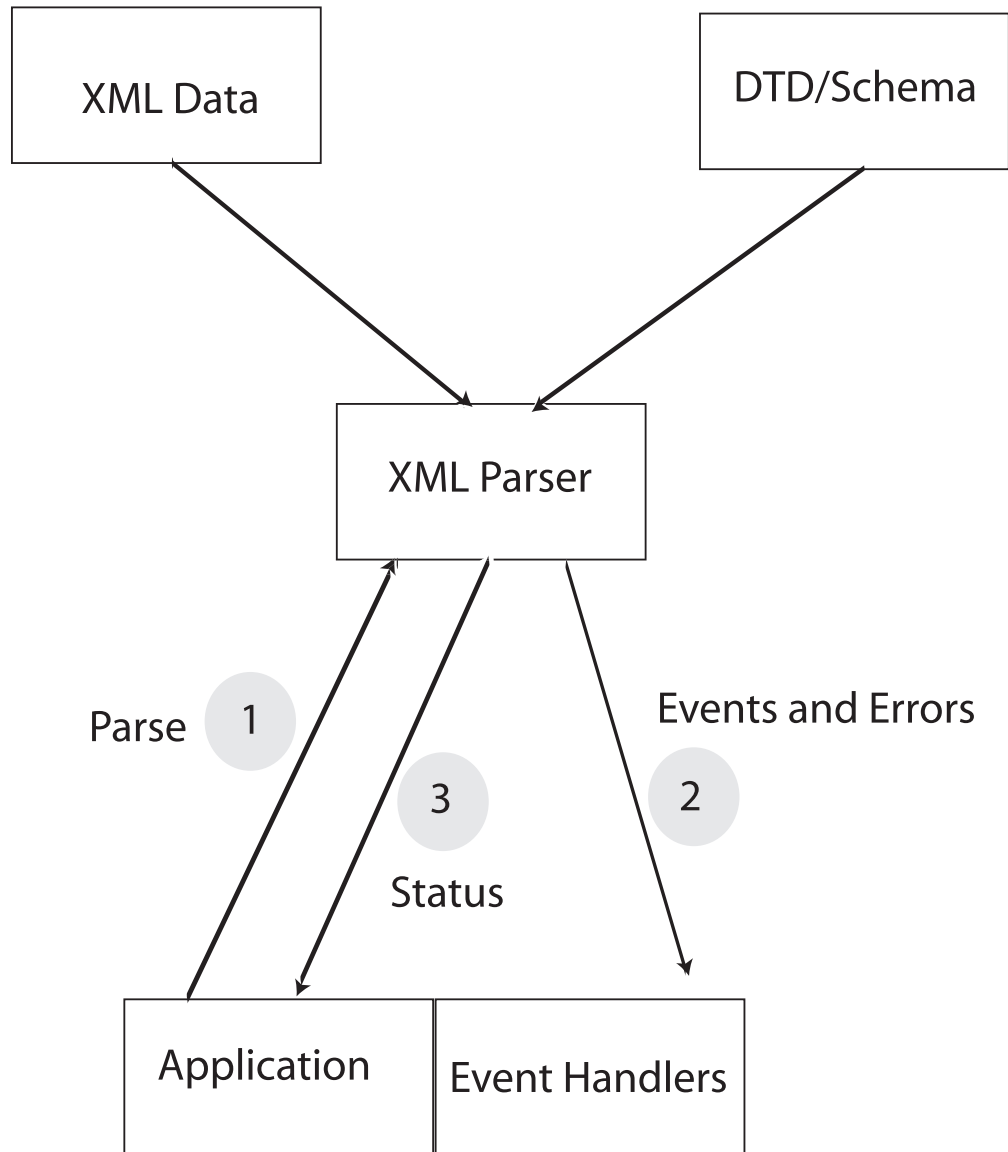 XML Data
DTD/Schema
XML Parser
Parse
1
Events and Errors
2
3
Status
Application
Event Handlers